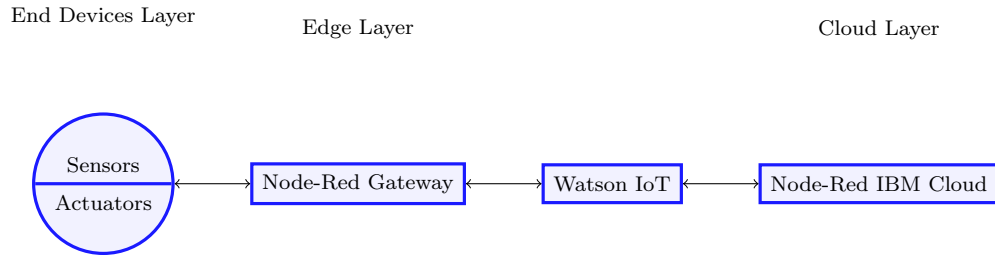 End Devices Layer
Edge Layer
Cloud Layer
Sensors
Actuators
Node-Red Gateway
Watson IoT
Node-Red IBM Cloud